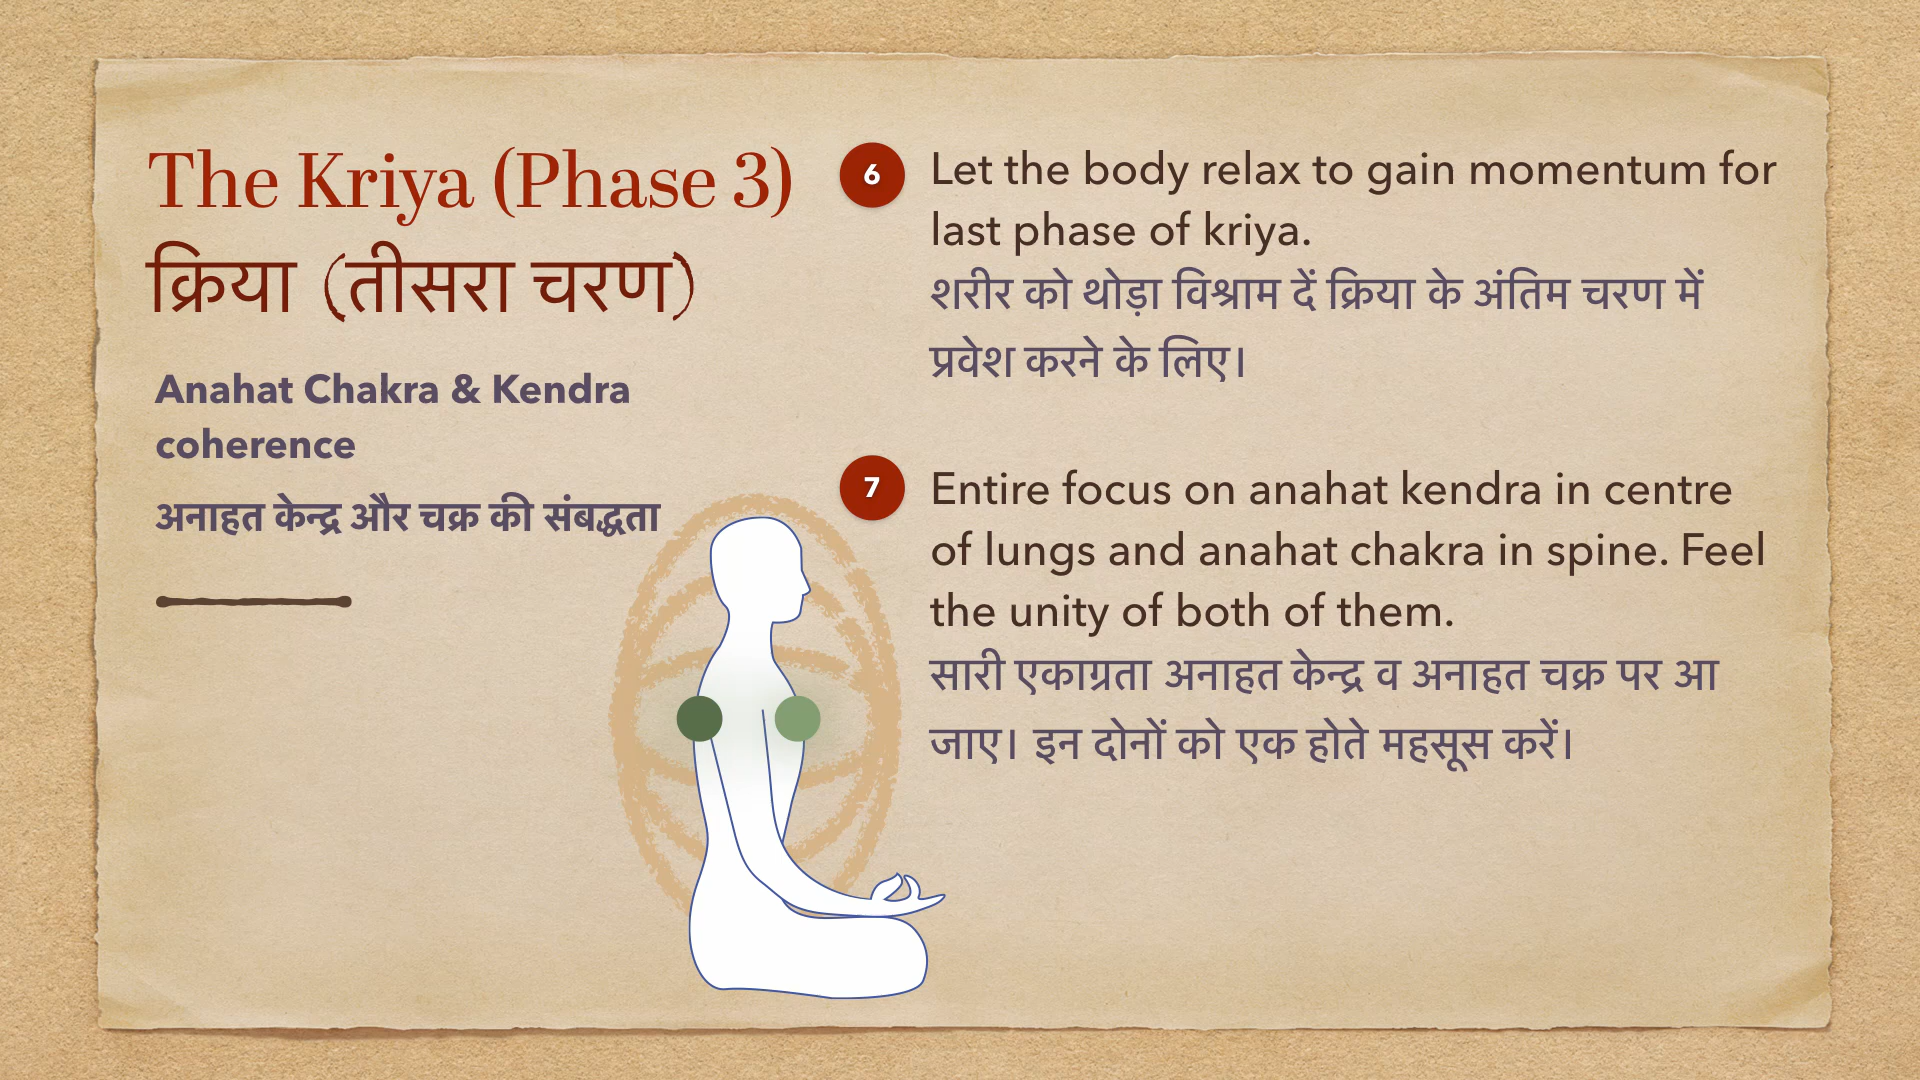 The Kriya (Phase 3)
क्रिया (तीसरा चरण)
Anahat Chakra & Kendra
coherence
अनाहत केन्द्र और चक्र की संबद्धता
6
Let the body relax to gain momentum for
last phase of kriya.
शरीर को थोड़ा विश्राम दें क्रिया के अंतिम चरण में
प्रवेश करने के लिए।
7
Entire focus on anahat kendra in centre
of lungs and anahat chakra in spine. Feel
the unity of both of them.
सारी एकाग्रता अनाहत केन्द्र व अनाहत चक्र पर आ
जाए। इन दोनों को एक होते महसूस करें।